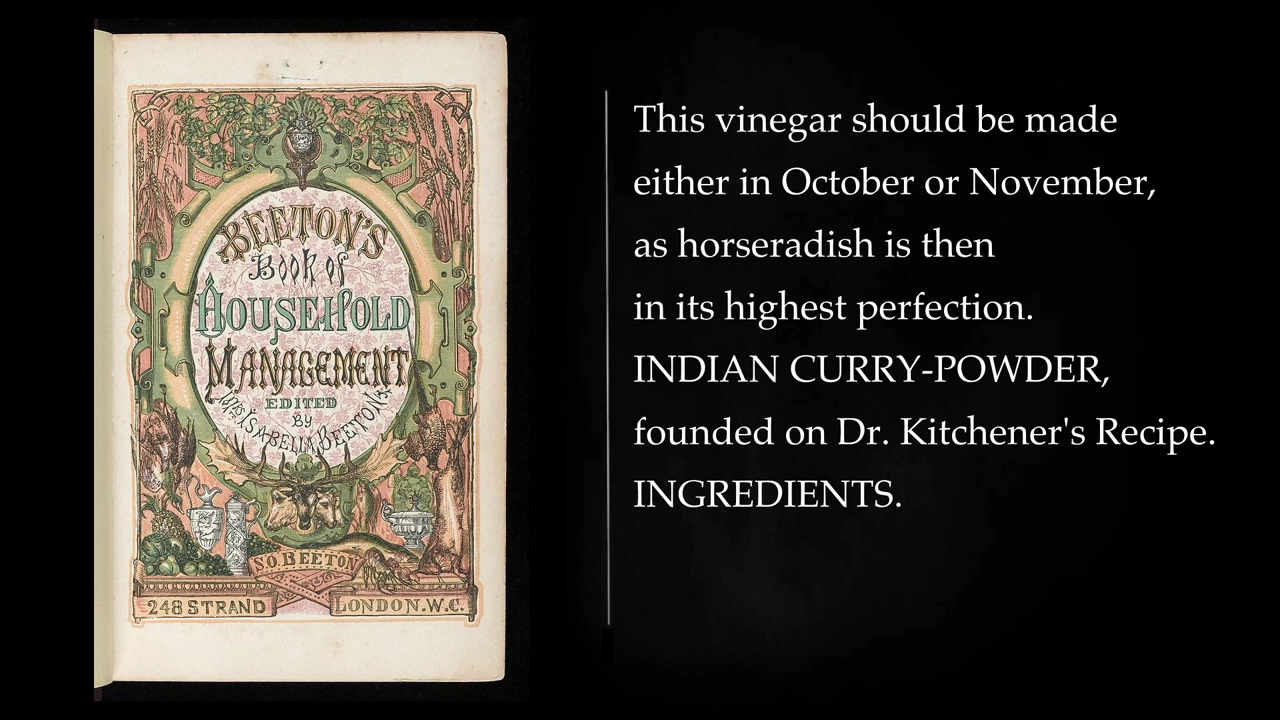 BEETON'S
Book of
HOUSEHOLD
MANAGEMENT
EDITED
BY
MRS ISABELLA BEETON.
S.O.BEETON
248 STRAND
LONDON.W.C.
This vinegar should be made
either in October or November,
as horseradish is then
in its highest perfection.
INDIAN CURRY-POWDER,
founded on Dr. Kitchener's Recipe.
INGREDIENTS.